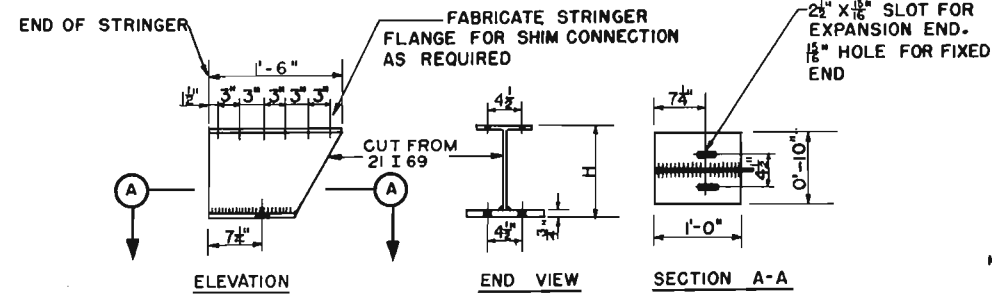 END OF STRINGER
FABRICATE STRINGER
FLANGE FOR SHIM CONNECTION
AS REQUIRED
2½" X 15/16" SLOT FOR
EXPANSION END.
15/16" HOLE FOR FIXED
END
1'-6"
1½" 3" 3" 3" 3" 3"
CUT FROM
21 I 69
A
A
7¼"
ELEVATION
4½
H
4½"
3/4"
END VIEW
7¼"
4½"
0'-10"
1'-0"
SECTION A-A